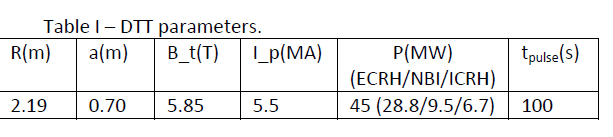 Table I – DTT parameters.
R(m) a(m) B_t(T) I_p(MA) P(MW) t_pulse(s)
(ECRH/NBI/ICRH)
2.19 0.70 5.85 5.5 45 (28.8/9.5/6.7) 100